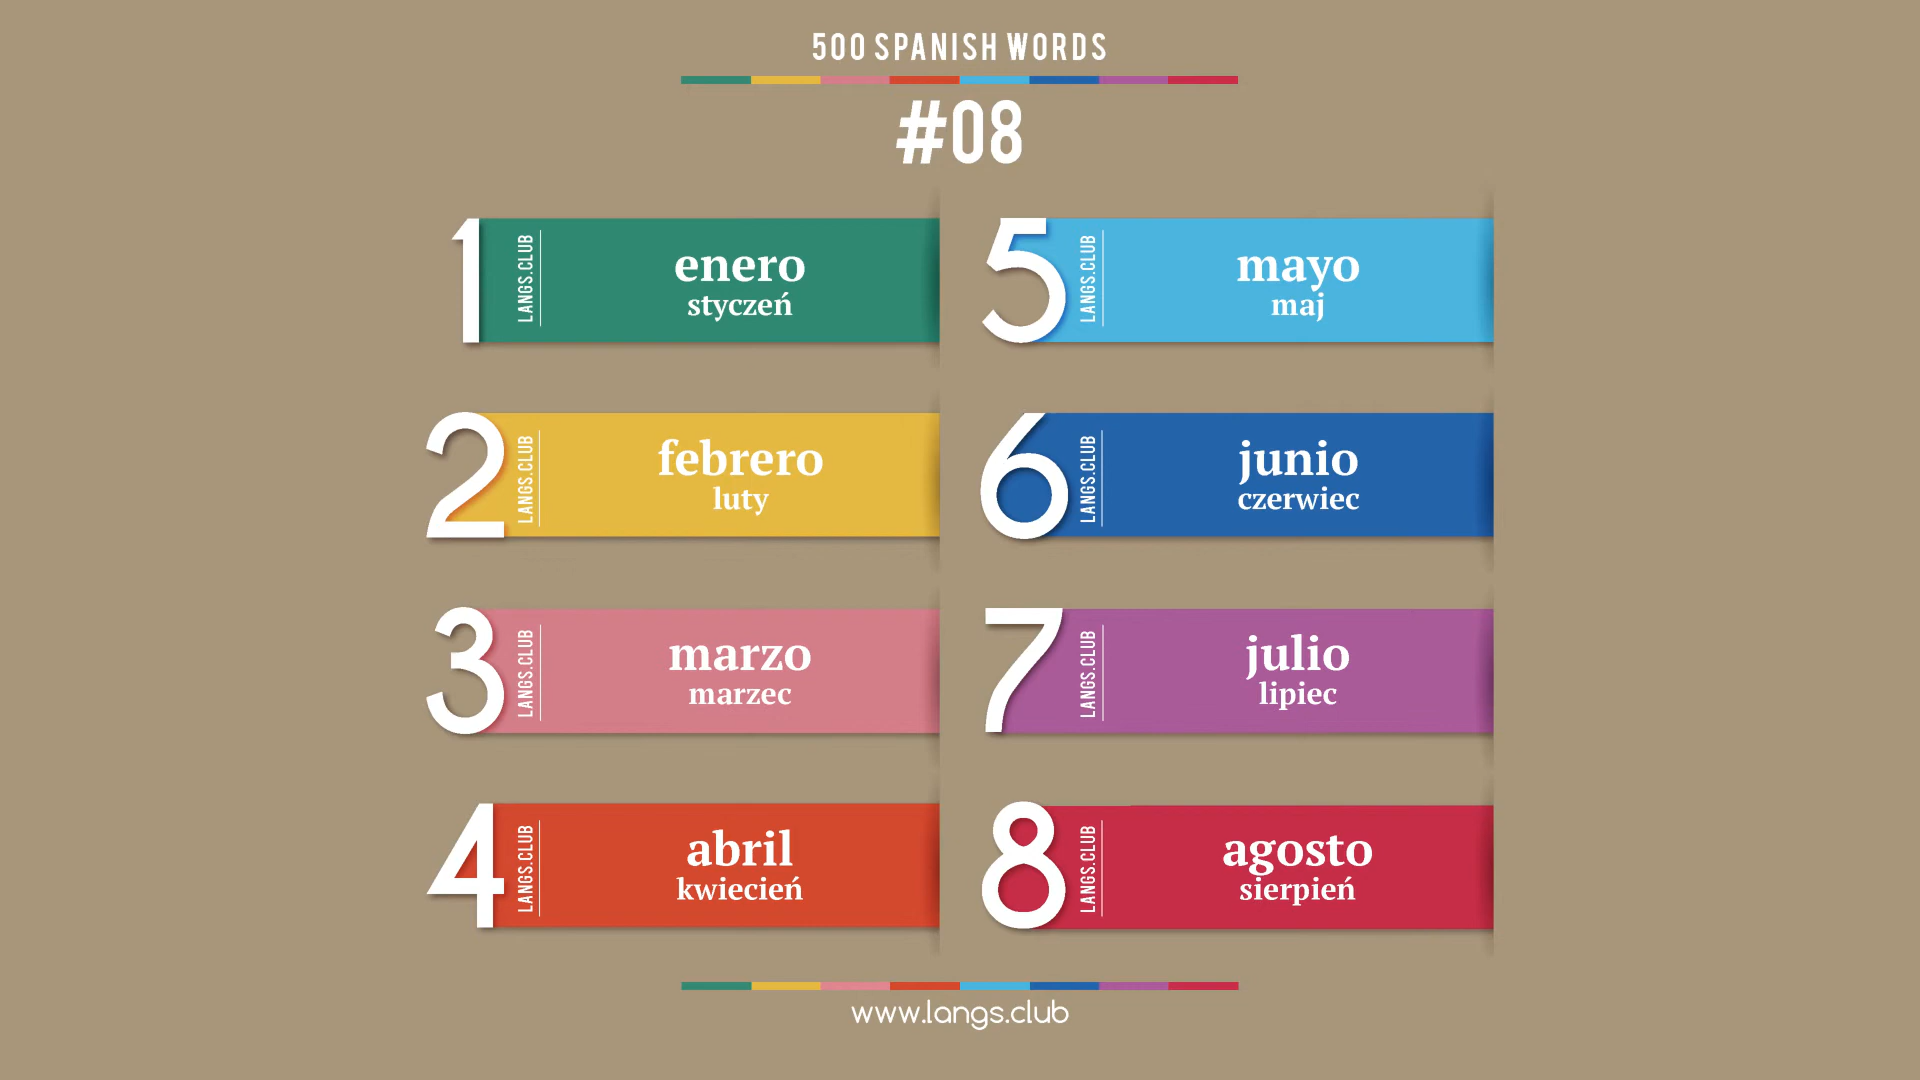 500 SPANISH WORDS
#08
1
LANGS.CLUB
enero
styczeń
2
LANGS.CLUB
febrero
luty
3
LANGS.CLUB
marzo
marzec
4
LANGS.CLUB
abril
kwiecień
5
LANGS.CLUB
mayo
maj
6
LANGS.CLUB
junio
czerwiec
7
LANGS.CLUB
julio
lipiec
8
LANGS.CLUB
agosto
sierpień
www.langs.club